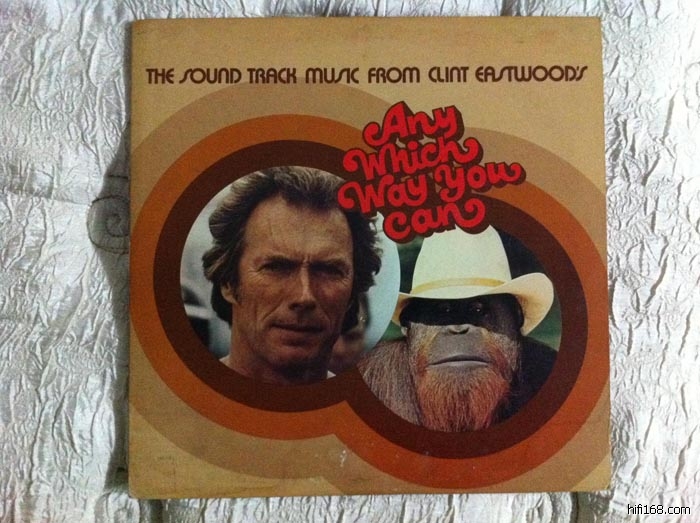 THE SOUND TRACK MUSIC FROM CLINT EASTWOOD'S
Any
Which
Way You
Can
hifi168.com